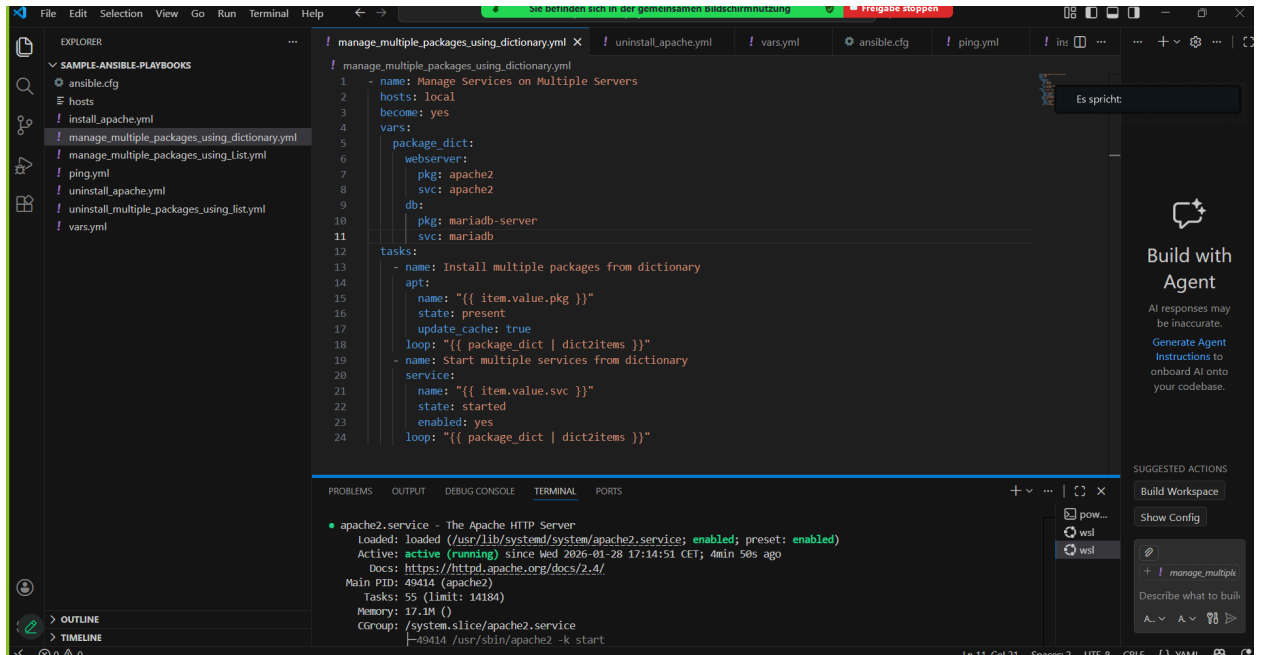 File Edit Selection View Go Run Terminal Help
Sie befinden sich in der gemeinsamen Bildschirmnutzung
Freigabe stoppen
EXPLORER
SAMPLE-ANSIBLE-PLAYBOOKS
ansible.cfg
hosts
install_apache.yml
manage_multiple_packages_using_dictionary.yml
manage_multiple_packages_using_List.yml
ping.yml
uninstall_apache.yml
uninstall_multiple_packages_using_list.yml
vars.yml
OUTLINE
TIMELINE
manage_multiple_packages_using_dictionary.yml
uninstall_apache.yml
vars.yml
ansible.cfg
ping.yml
manage_multiple_packages_using_dictionary.yml
1 - name: Manage Services on Multiple Servers
2 hosts: local
3 become: yes
4 vars:
5 package_dict:
6 webserver:
7 pkg: apache2
8 svc: apache2
9 db:
10 pkg: mariadb-server
11 svc: mariadb
12 tasks:
13 - name: Install multiple packages from dictionary
14 apt:
15 name: "{{ item.value.pkg }}"
16 state: present
17 update_cache: true
18 loop: "{{ package_dict | dict2items }}"
19 - name: Start multiple services from dictionary
20 service:
21 name: "{{ item.value.svc }}"
22 state: started
23 enabled: yes
24 loop: "{{ package_dict | dict2items }}"
PROBLEMS OUTPUT DEBUG CONSOLE TERMINAL PORTS
● apache2.service - The Apache HTTP Server
Loaded: loaded (/usr/lib/systemd/system/apache2.service; enabled; preset: enabled)
Active: active (running) since Wed 2026-01-28 17:14:51 CET; 4min 50s ago
Docs: https://httpd.apache.org/docs/2.4/
Main PID: 49414 (apache2)
Tasks: 55 (limit: 14184)
Memory: 17.1M ()
CGroup: /system.slice/apache2.service
├─49414 /usr/sbin/apache2 -k start
pow...
wsl
wsl
Es spricht:
Build with
Agent
AI responses may
be inaccurate.
Generate Agent
Instructions to
onboard AI onto
your codebase.
SUGGESTED ACTIONS
Build Workspace
Show Config
manage_multiple
Describe what to buil
A... A.